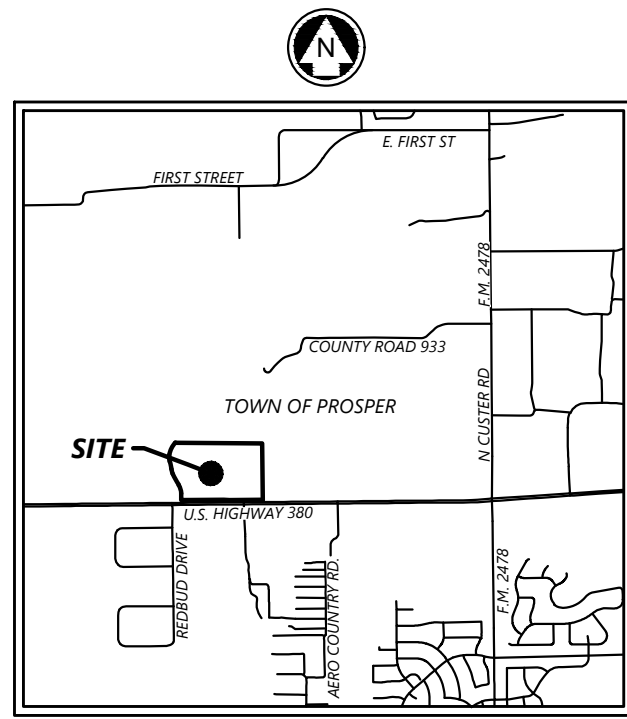 N
E. FIRST ST
FIRST STREET
F.M. 2478
COUNTY ROAD 933
N CUSTER RD
TOWN OF PROSPER
SITE
U.S. HIGHWAY 380
REDBUD DRIVE
AERO COUNTRY RD.
F.M. 2478